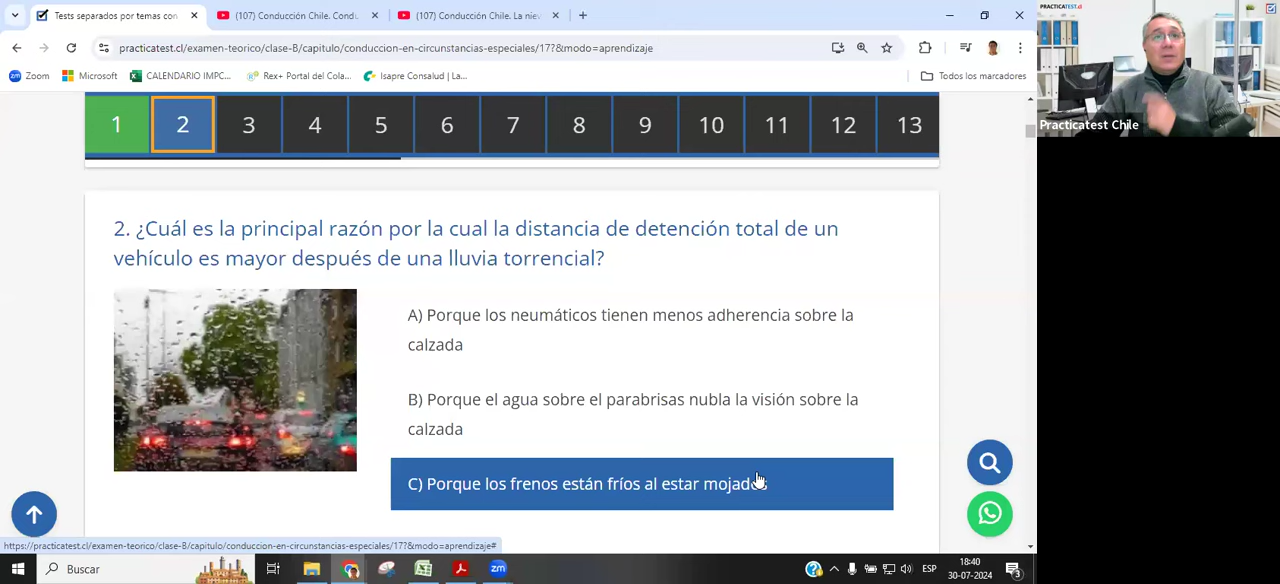 Tests separados por temas con
(107) Conducción Chile.
(107) Conducción Chile La niev
practicatest.cl/examen-teorico/clase-B/capitulo/conduccion-en-circunstancias-especiales/17?&modo=aprendizaje
Zoom
Microsoft
CALENDARIO IMPC...
Rex+ Portal del Cola
Isapre Colmena | La...
Todos los marcadores
PRACTICATEST.cl
Practicatest Chile
1 2 3 4 7 8 9 10 11 12 13
2. ¿Cuál es la principal razón por la cual la distancia de detención total de un
vehículo es mayor después de una lluvia torrencial?
A) Porque los neumáticos tienen menos adherencia sobre la
calzada
B) Porque el agua sobre el parabrisas nubla la visión sobre la
calzada
C) Porque los frenos están fríos al estar mojados
https://practicatest.cl/examen-teorico/clase-B/capitulo/conduccion-en-circunstancias-especiales/17?&modo=aprendizaje#
Buscar
zm
ESP
18:40
30-07-2024